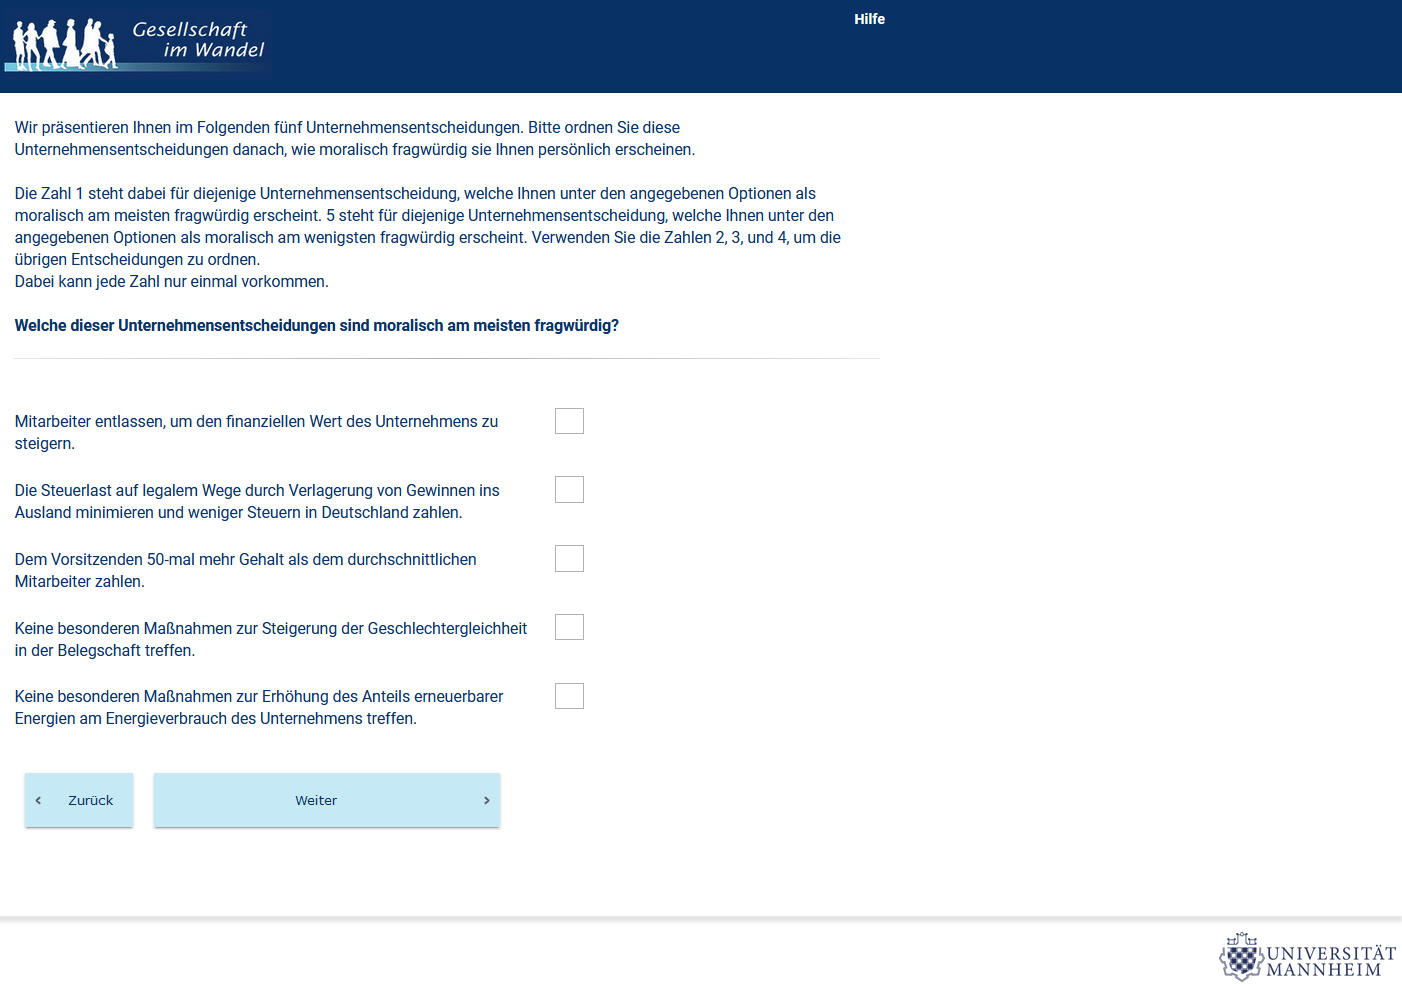 Gesellschaft
im Wandel
Hilfe
Wir präsentieren Ihnen im Folgenden fünf Unternehmensentscheidungen. Bitte ordnen Sie diese
Unternehmensentscheidungen danach, wie moralisch fragwürdig sie Ihnen persönlich erscheinen.
Die Zahl 1 steht dabei für diejenige Unternehmensentscheidung, welche Ihnen unter den angegebenen Optionen als
moralisch am meisten fragwürdig erscheint. 5 steht für diejenige Unternehmensentscheidung, welche Ihnen unter den
angegebenen Optionen als moralisch am wenigsten fragwürdig erscheint. Verwenden Sie die Zahlen 2, 3, und 4, um die
übrigen Entscheidungen zu ordnen.
Dabei kann jede Zahl nur einmal vorkommen.
Welche dieser Unternehmensentscheidungen sind moralisch am meisten fragwürdig?
Mitarbeiter entlassen, um den finanziellen Wert des Unternehmens zu
steigern.
Die Steuerlast auf legalem Wege durch Verlagerung von Gewinnen ins
Ausland minimieren und weniger Steuern in Deutschland zahlen.
Dem Vorsitzenden 50-mal mehr Gehalt als dem durchschnittlichen
Mitarbeiter zahlen.
Keine besonderen Maßnahmen zur Steigerung der Geschlechtergleichheit
in der Belegschaft treffen.
Keine besonderen Maßnahmen zur Erhöhung des Anteils erneuerbarer
Energien am Energieverbrauch des Unternehmens treffen.
Zurück
Weiter
UNIVERSITÄT
MANNHEIM